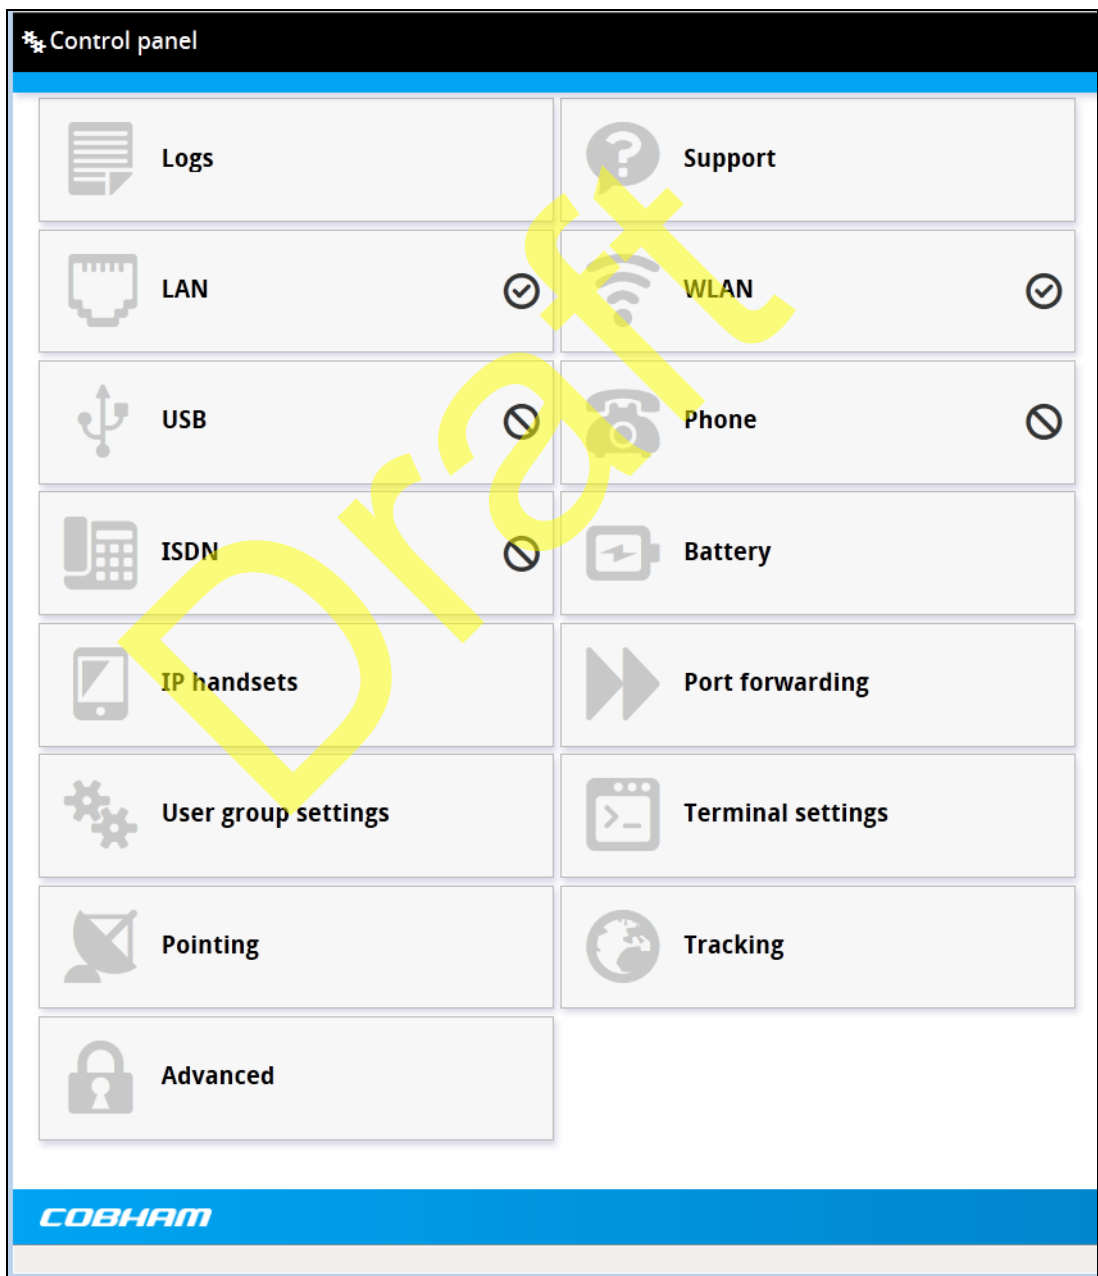 Control panel
Logs
Support
LAN
WLAN
USB
Phone
ISDN
Battery
IP handsets
Port forwarding
User group settings
Terminal settings
Pointing
Tracking
Advanced
Draft
COBHAM